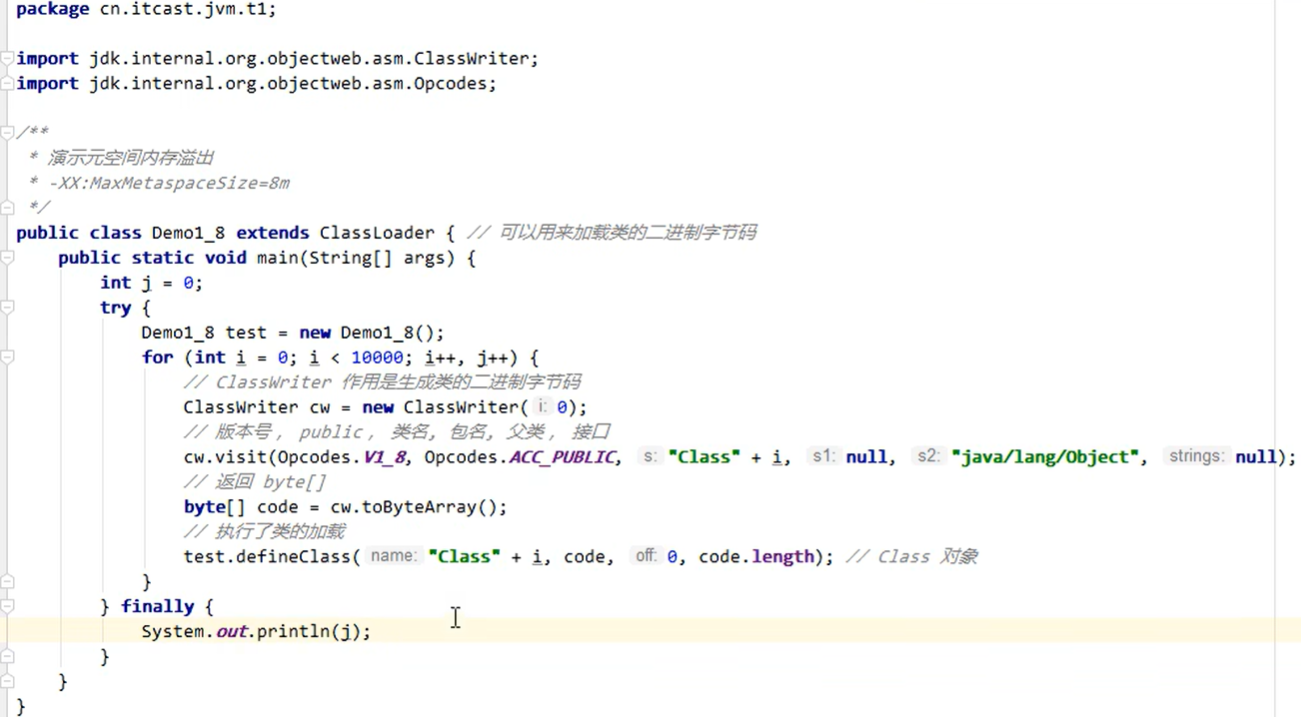 package cn.itcast.jvm.t1;
import jdk.internal.org.objectweb.asm.ClassWriter;
import jdk.internal.org.objectweb.asm.Opcodes;
/**
 * 演示元空间内存溢出
 * -XX:MaxMetaspaceSize=8m
 */
public class Demo1_8 extends ClassLoader { // 可以用来加载类的二进制字节码
    public static void main(String[] args) {
        int j = 0;
        try {
            Demo1_8 test = new Demo1_8();
            for (int i = 0; i < 10000; i++, j++) {
                // ClassWriter 作用是生成类的二进制字节码
                ClassWriter cw = new ClassWriter( i: 0);
                // 版本号， public， 类名, 包名, 父类， 接口
                cw.visit(Opcodes.V1_8, Opcodes.ACC_PUBLIC, s: "Class" + i, s1: null, s2: "java/lang/Object", strings: null);
                // 返回 byte[]
                byte[] code = cw.toByteArray();
                // 执行了类的加载
                test.defineClass( name: "Class" + i, code, off: 0, code.length); // Class 对象
            }
        } finally {
            System.out.println(j);
        }
    }
}